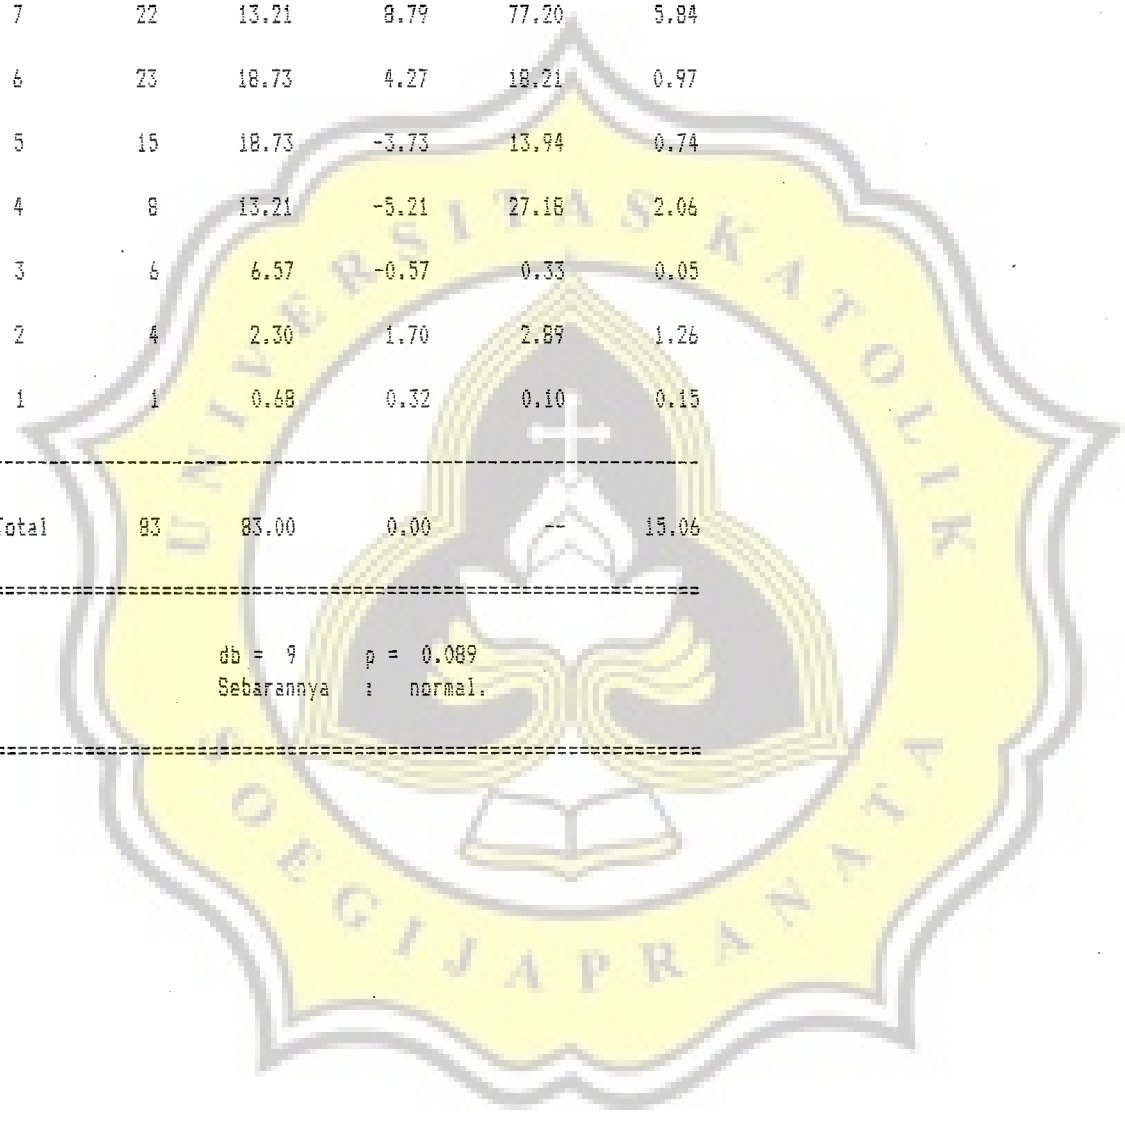 7 22 13.21 8.79 77.20 5.84
6 23 18.73 4.27 18.21 0.97
5 15 18.73 -3.73 13.94 0.74
4 8 13.21 -5.21 27.18 2.06
3 6 6.57 -0.57 0.33 0.05
2 4 2.30 1.70 2.89 1.26
1 1 0.68 0.32 0.10 0.15
Total 83 83.00 0.00 -- 15.06
db = 9 p = 0.089
Sebarannya : normal.
UNIVERSITAS KATOLIK
SOEGIJAPRANATA